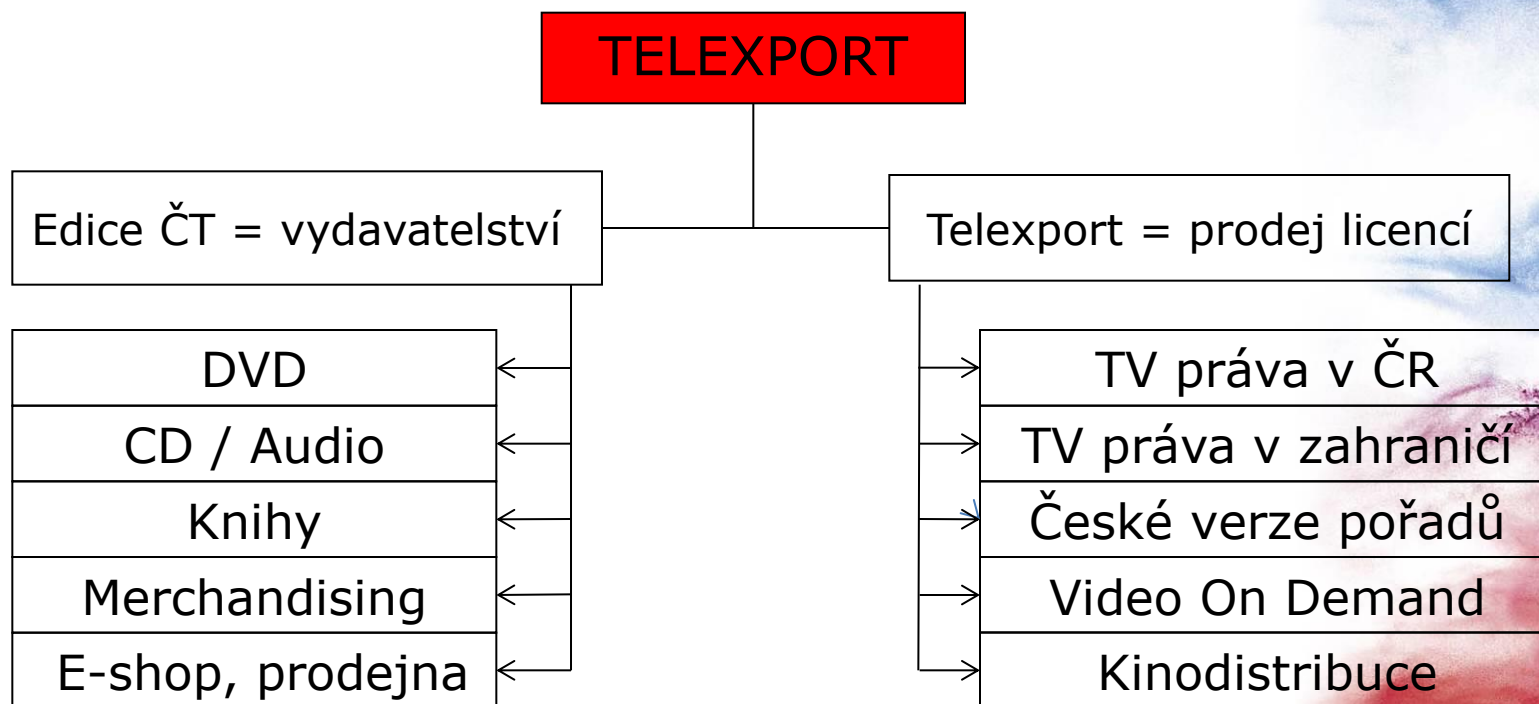 TELEXPORT
Edice ČT = vydavatelství
Telexport = prodej licencí
DVD
CD / Audio
Knihy
Merchandising
E-shop, prodejna
TV práva v ČR
TV práva v zahraničí
České verze pořadů
Video On Demand
Kinodistribuce